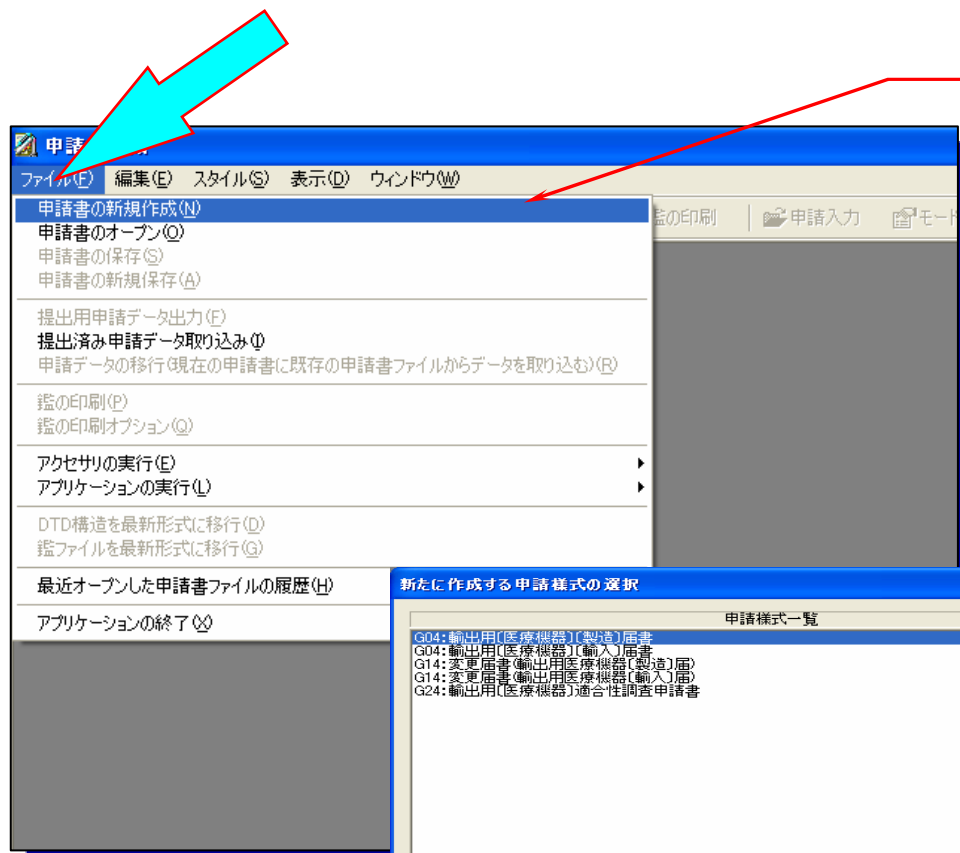 申請
ファイル(F) 編集(E) スタイル(S) 表示(D) ウィンドウ(W)
鑑の印刷 申請入力 モード
申請書の新規作成(N)
申請書のオープン(O)
申請書の保存(S)
申請書の新規保存(A)
提出用申請データ出力(F)
提出済み申請データ取り込み(I)
申請データの移行(現在の申請書に既存の申請書ファイルからデータを取り込む)(R)
鑑の印刷(P)
鑑の印刷オプション(Q)
アクセサリの実行(E)
アプリケーションの実行(L)
DTD構造を最新形式に移行(D)
鑑ファイルを最新形式に移行(G)
最近オープンした申請書ファイルの履歴(H)
アプリケーションの終了(X)
新たに作成する申請様式の選択
申請様式一覧
G04:輸出用〔医療機器〕〔製造〕届書
G04:輸出用〔医療機器〕〔輸入〕届書
G14:変更届書(輸出用医療機器〔製造〕届)
G14:変更届書(輸出用医療機器〔輸入〕届)
G24:輸出用〔医療機器〕適合性調査申請書